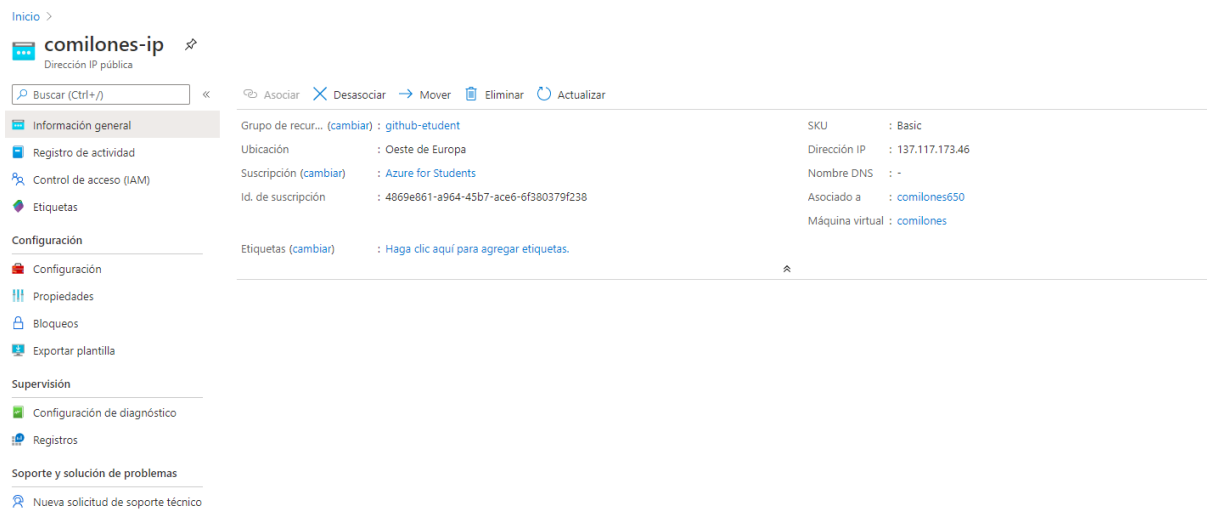 Inicio >
comilones-ip
Dirección IP pública
Buscar (Ctrl+/)
«
Asociar Desasociar Mover Eliminar Actualizar
Información general
Registro de actividad
Control de acceso (IAM)
Etiquetas
Configuración
Configuración
Propiedades
Bloqueos
Exportar plantilla
Supervisión
Configuración de diagnóstico
Registros
Soporte y solución de problemas
Nueva solicitud de soporte técnico
Grupo de recur... (cambiar) : github-etudent
Ubicación : Oeste de Europa
Suscripción (cambiar) : Azure for Students
Id. de suscripción : 4869e861-a964-45b7-ace6-6f380379f238
Etiquetas (cambiar) : Haga clic aquí para agregar etiquetas.
SKU : Basic
Dirección IP : 137.117.173.46
Nombre DNS : -
Asociado a : comilones650
Máquina virtual : comilones